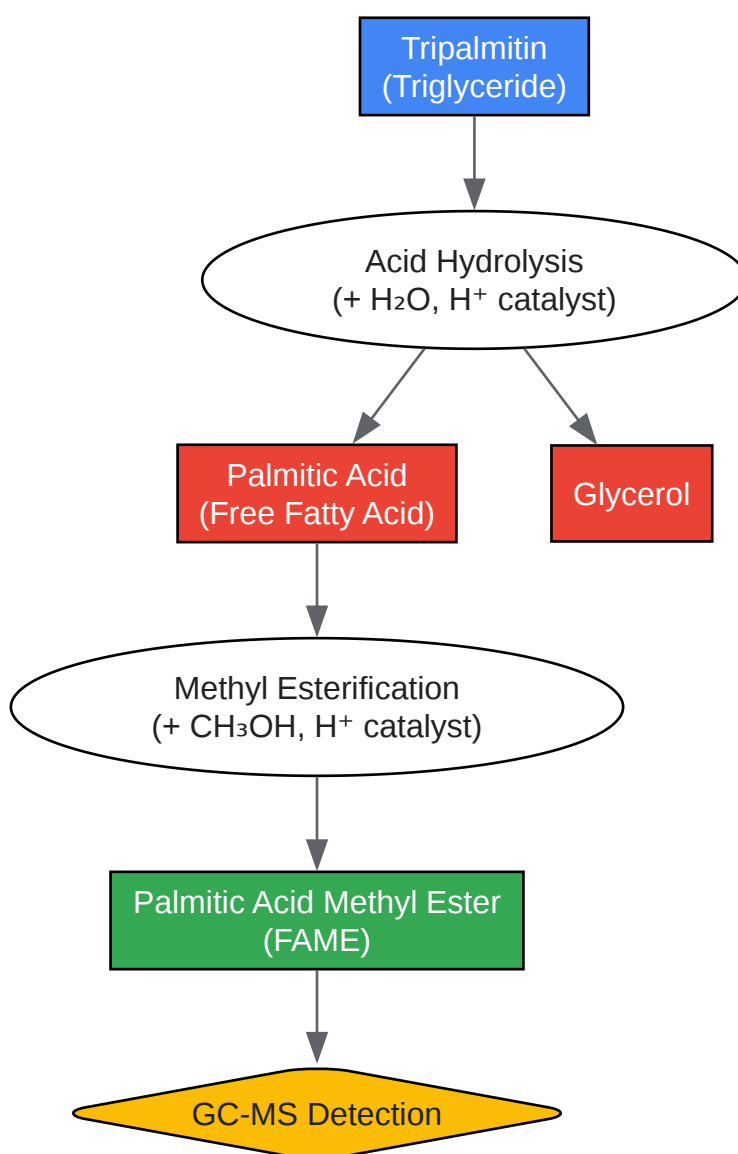 Tripalmitin
(Triglyceride)
Acid Hydrolysis
(+ H₂O, H⁺ catalyst)
Palmitic Acid
(Free Fatty Acid)
Glycerol
Methyl Esterification
(+ CH₃OH, H⁺ catalyst)
Palmitic Acid Methyl Ester
(FAME)
GC-MS Detection